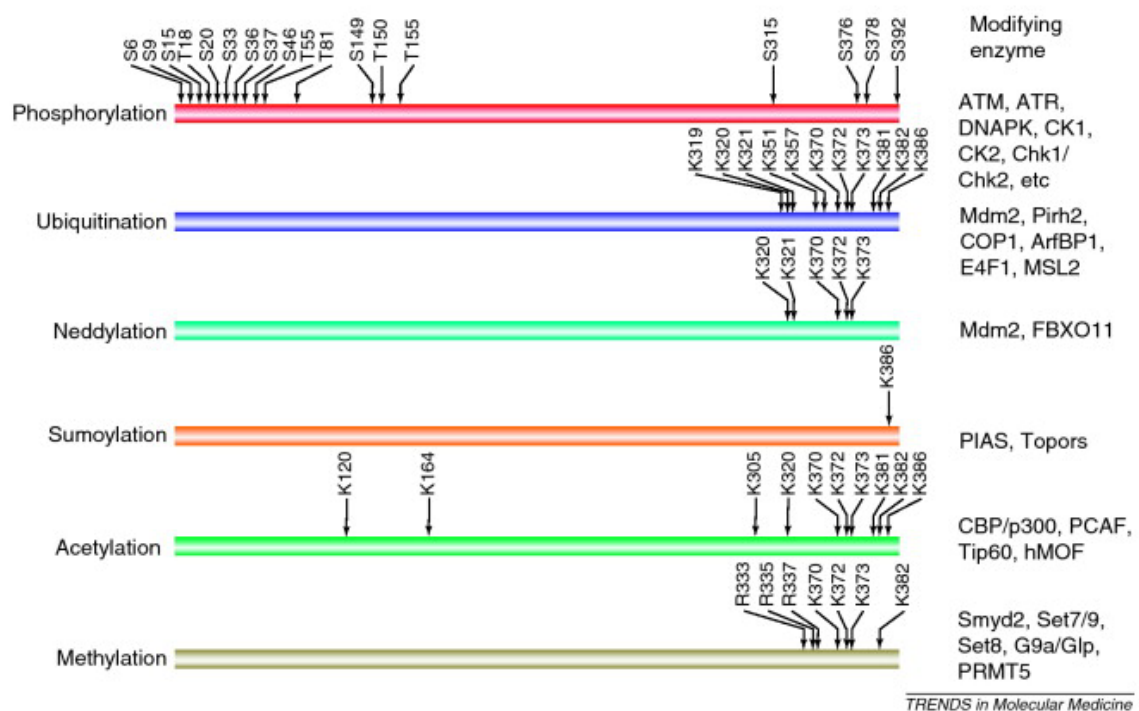 Modifying
enzyme
S6 S9 S15 T18 S20 S33 S36 S37 S46 T55 T81 S149 T150 T155 S315 S376 S378 S392
Phosphorylation
ATM, ATR,
DNAPK, CK1,
CK2, Chk1/
Chk2, etc
K319 K320 K321 K351 K357 K370 K372 K373 K381 K382 K386
Ubiquitination
Mdm2, Pirh2,
COP1, ArfBP1,
E4F1, MSL2
K320 K321 K370 K372 K373
Neddylation
Mdm2, FBXO11
K386
Sumoylation
PIAS, Topors
K120 K164 K305 K320 K370 K372 K373 K381 K382 K386
Acetylation
CBP/p300, PCAF,
Tip60, hMOF
R333 R335 R337 K370 K372 K373 K382
Methylation
Smyd2, Set7/9,
Set8, G9a/Glp,
PRMT5
TRENDS in Molecular Medicine